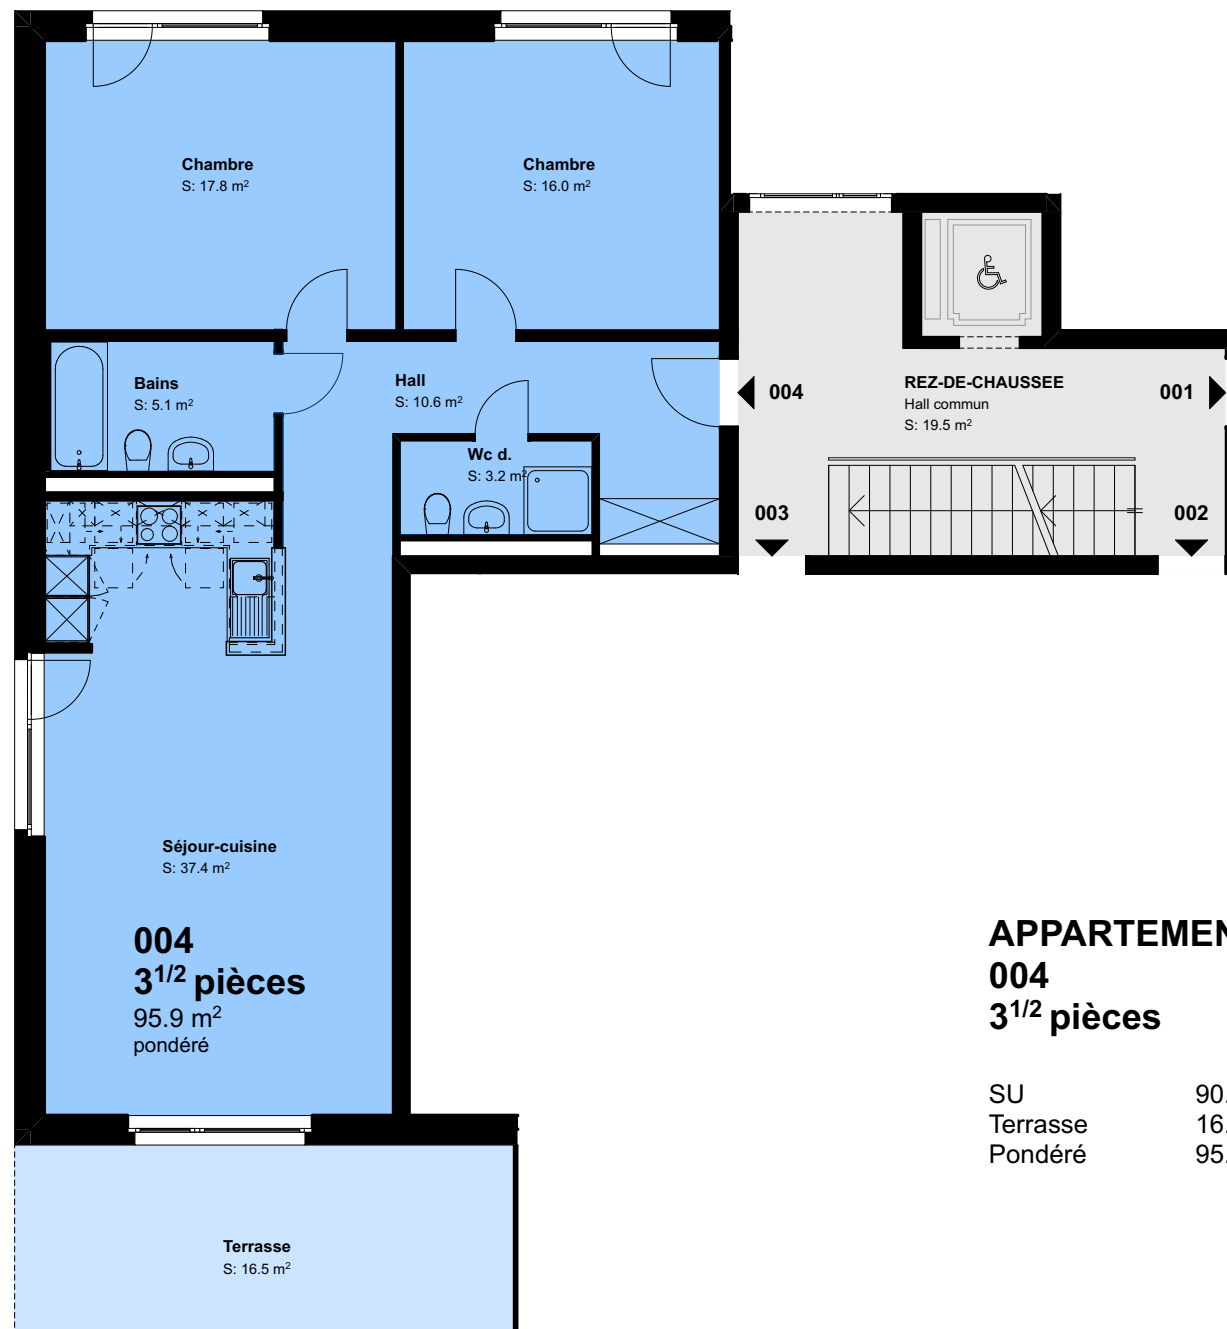 Chambre
S: 17.8 m²
Chambre
S: 16.0 m²
Bains
S: 5.1 m²
Hall
S: 10.6 m²
Wc d.
S: 3.2 m²
004
REZ-DE-CHAUSSEE
Hall commun
S: 19.5 m²
001
003
002
Séjour-cuisine
S: 37.4 m²
004
3 1/2 pièces
95.9 m²
pondéré
APPARTEMEN
004
3 1/2 pièces
SU 90.
Terrasse 16.
Pondéré 95.
Terrasse
S: 16.5 m²